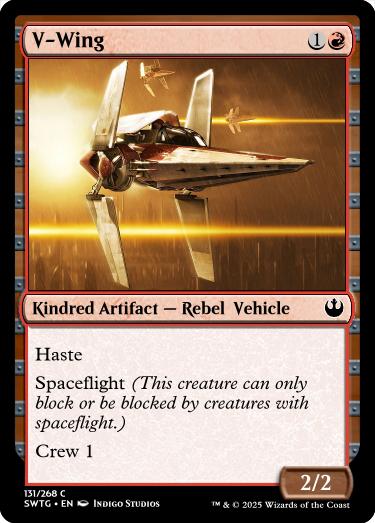 V-Wing 1
Kindred Artifact — Rebel Vehicle
Haste
Spaceflight (This creature can only
block or be blocked by creatures with
spaceflight.)
Crew 1
2/2
131/268 C
SWTG • EN Indigo Studios
™ & © 2025 Wizards of the Coast